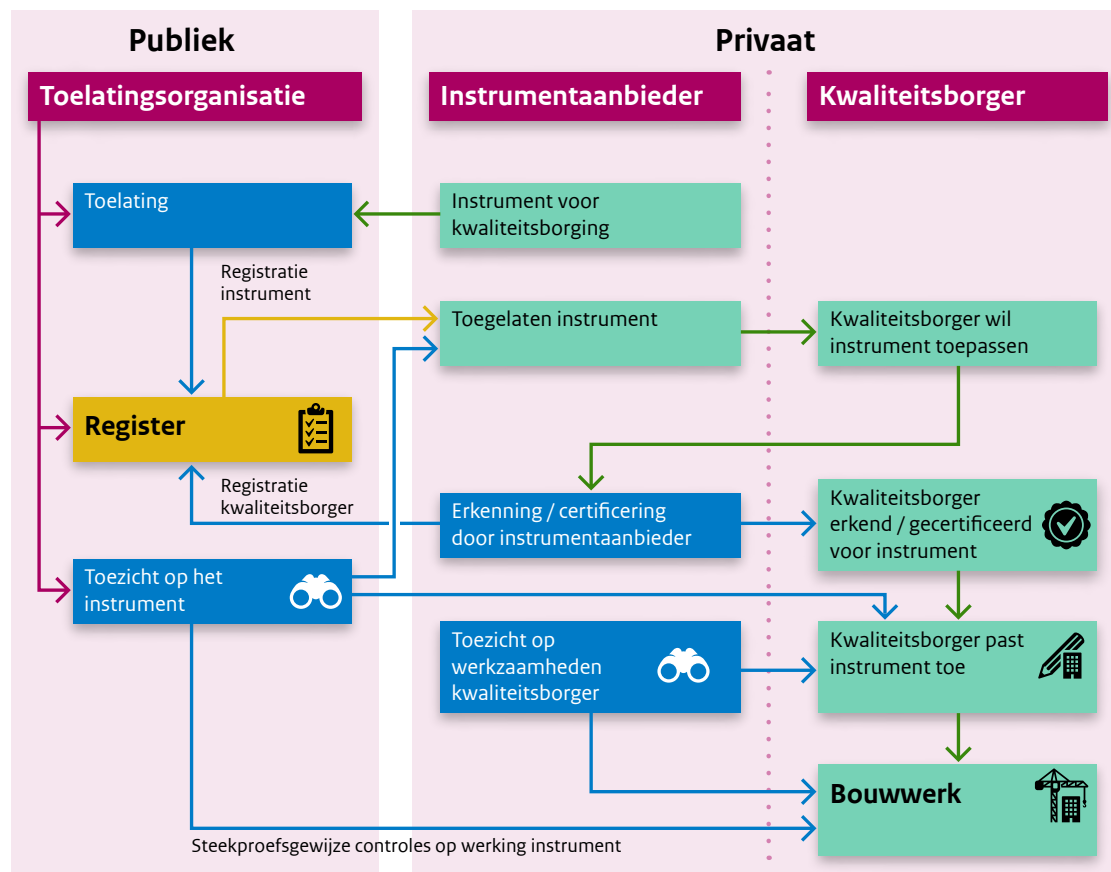 Publiek
Privaat
Toelatingsorganisatie
Instrumentaanbieder
Kwaliteitsborger
Toelating
Instrument voor
kwaliteitsborging
Registratie
instrument
Toegelaten instrument
Kwaliteitsborger wil
instrument toepassen
Register
Registratie
kwaliteitsborger
Erkenning / certificering
door instrumentaanbieder
Kwaliteitsborger
erkend / gecertificeerd
voor instrument
Toezicht op het
instrument
Toezicht op
werkzaamheden
kwaliteitsborger
Kwaliteitsborger past
instrument toe
Bouwwerk
Steekproefsgewijze controles op werking instrument